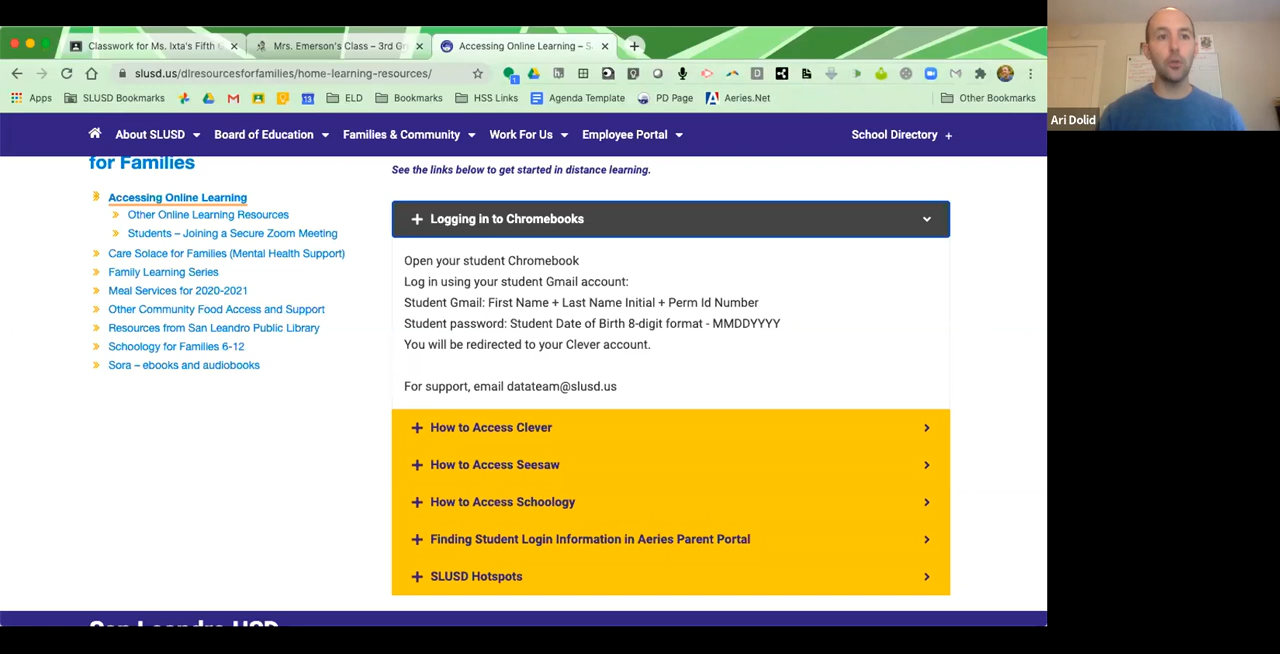 Classwork for Ms. Ixta's Fifth
Mrs. Emerson's Class – 3rd Gr
Accessing Online Learning – S
slusd.us/dlresourcesforfamilies/home-learning-resources/
Apps
SLUSD Bookmarks
ELD
Bookmarks
HSS Links
Agenda Template
PD Page
Aeries.Net
Other Bookmarks
About SLUSD
Board of Education
Families & Community
Work For Us
Employee Portal
School Directory +
for Families
Accessing Online Learning
Other Online Learning Resources
Students – Joining a Secure Zoom Meeting
Care Solace for Families (Mental Health Support)
Family Learning Series
Meal Services for 2020-2021
Other Community Food Access and Support
Resources from San Leandro Public Library
Schoology for Families 6-12
Sora – ebooks and audiobooks
See the links below to get started in distance learning.
Logging in to Chromebooks
Open your student Chromebook
Log in using your student Gmail account:
Student Gmail: First Name + Last Name Initial + Perm Id Number
Student password: Student Date of Birth 8-digit format - MMDDYYYY
You will be redirected to your Clever account.
For support, email datateam@slusd.us
How to Access Clever
How to Access Seesaw
How to Access Schoology
Finding Student Login Information in Aeries Parent Portal
SLUSD Hotspots
San Leandro USD
Ari Dolid